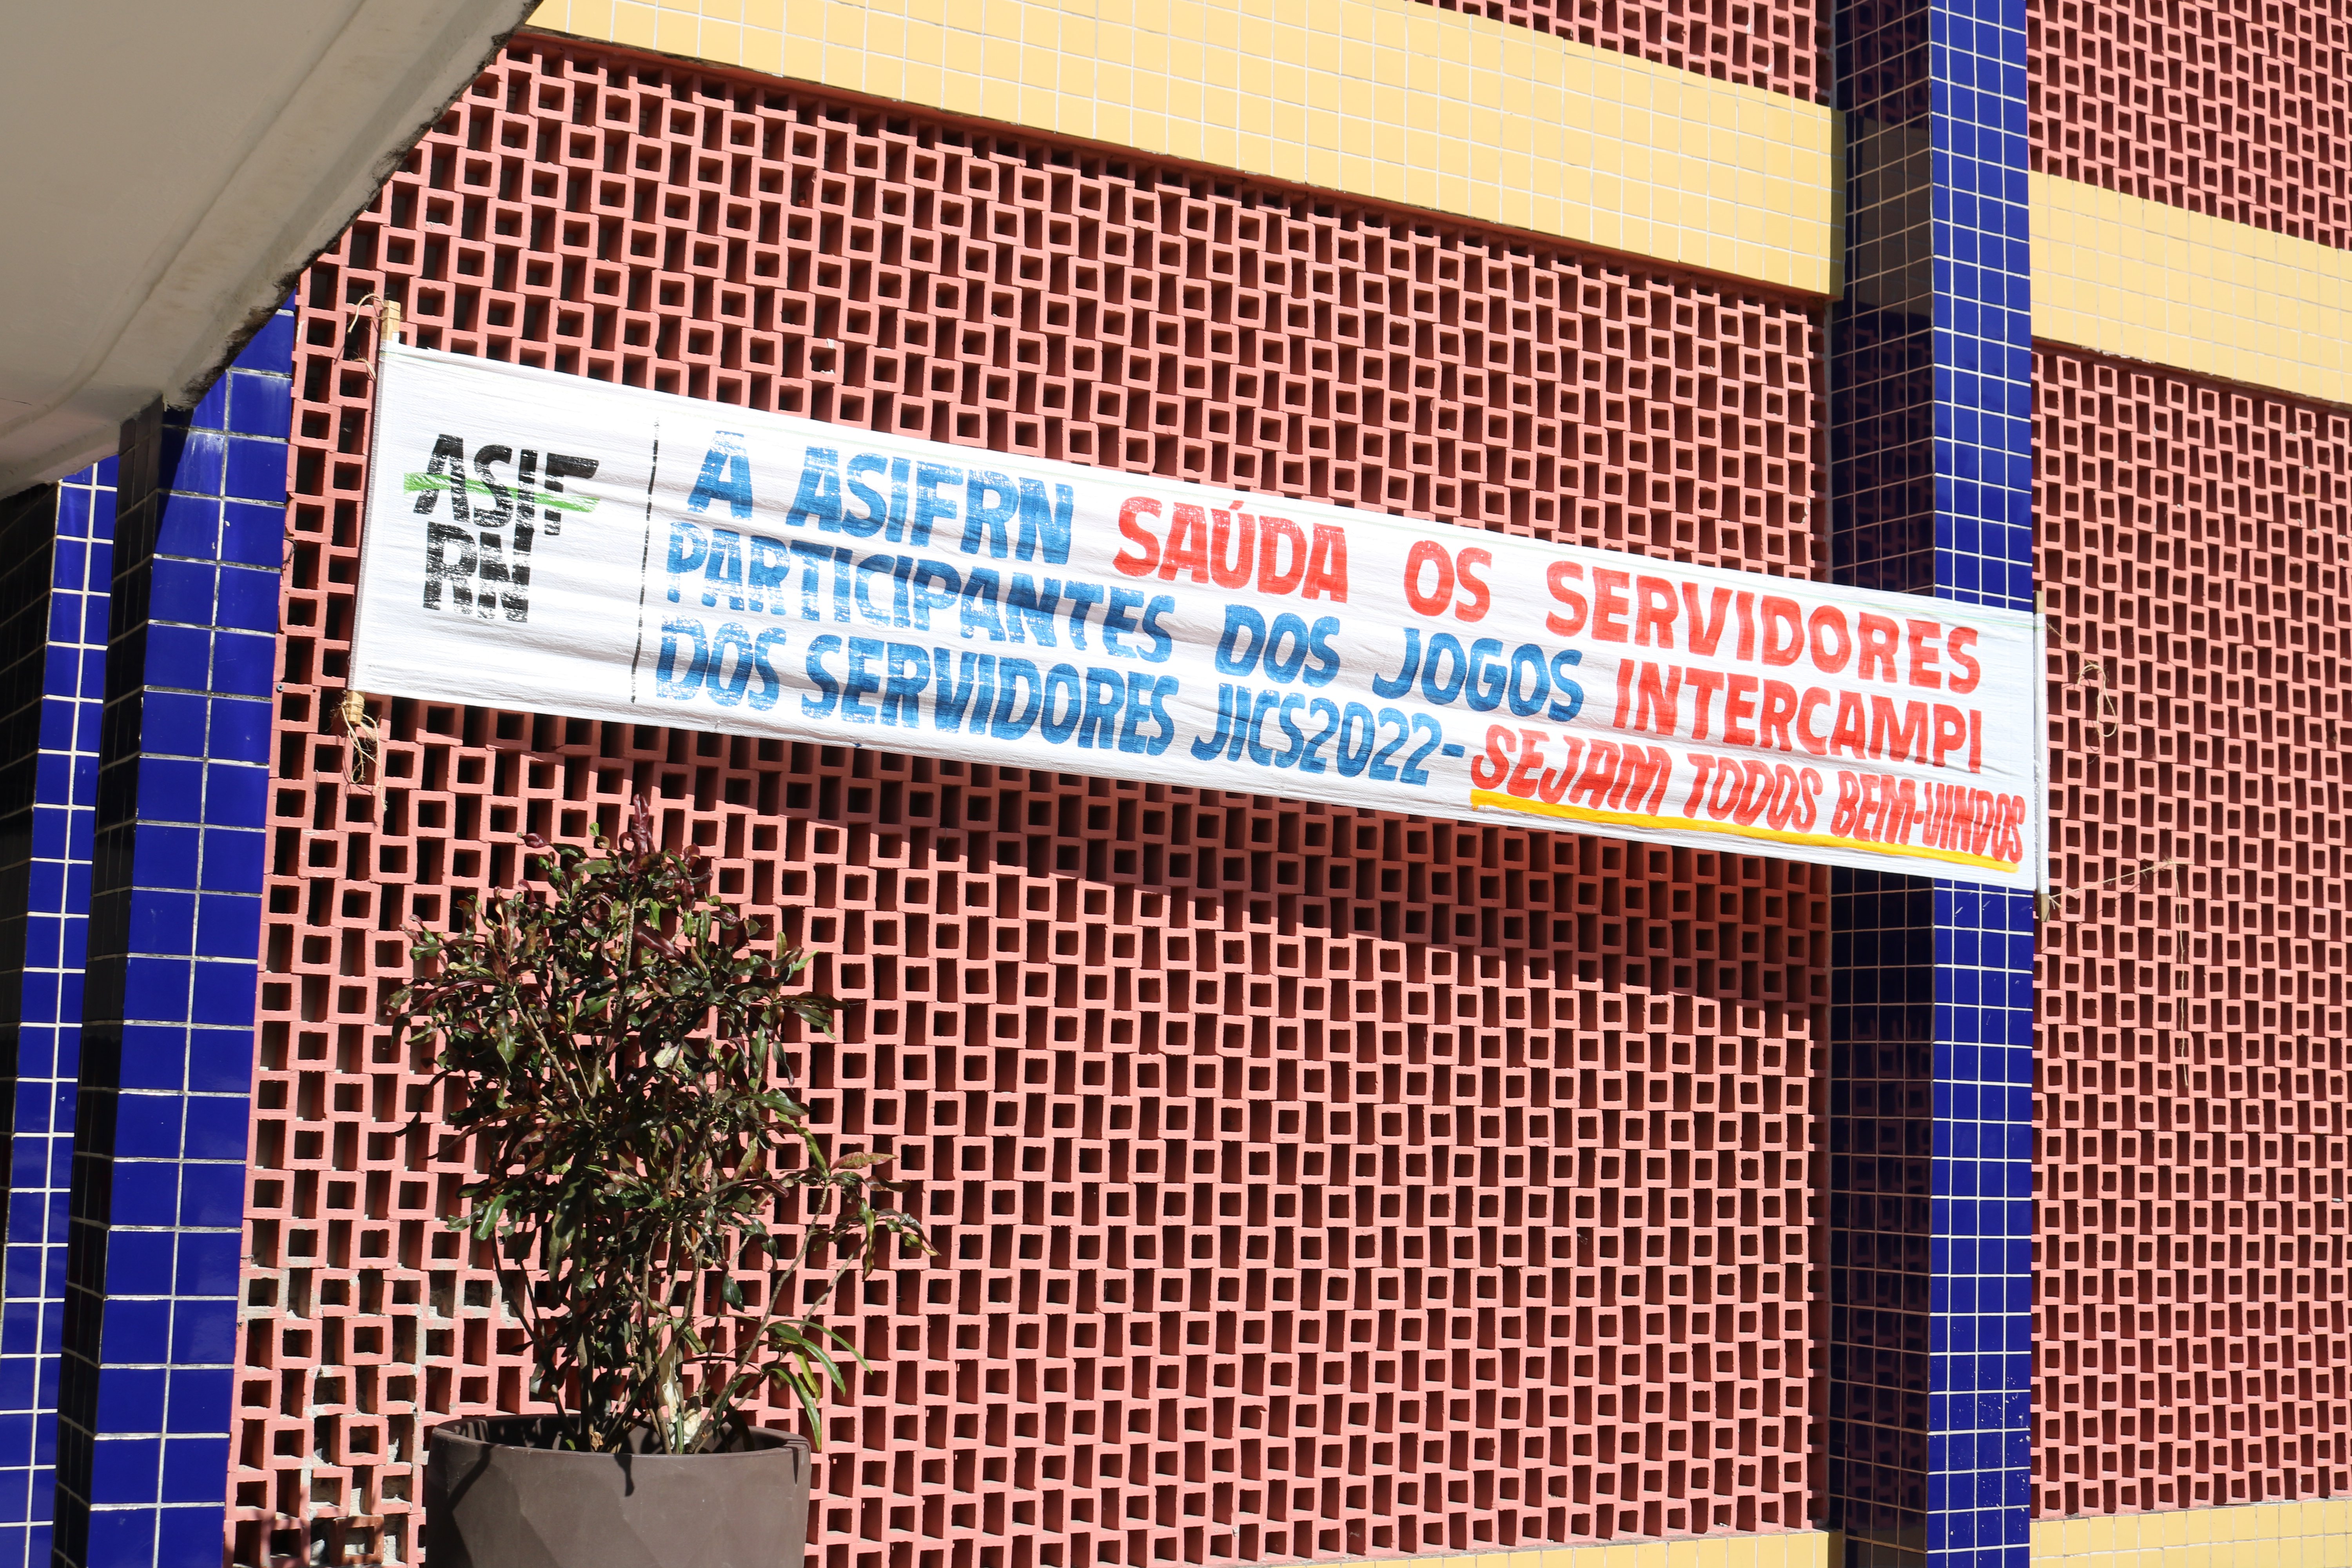 ASIF
RN
A ASIFRN SAÚDA OS SERVIDORES
PARTICIPANTES DOS JOGOS INTERCAMPI
DOS SERVIDORES JICS2022- SEJAM TODOS BEM-VINDOS